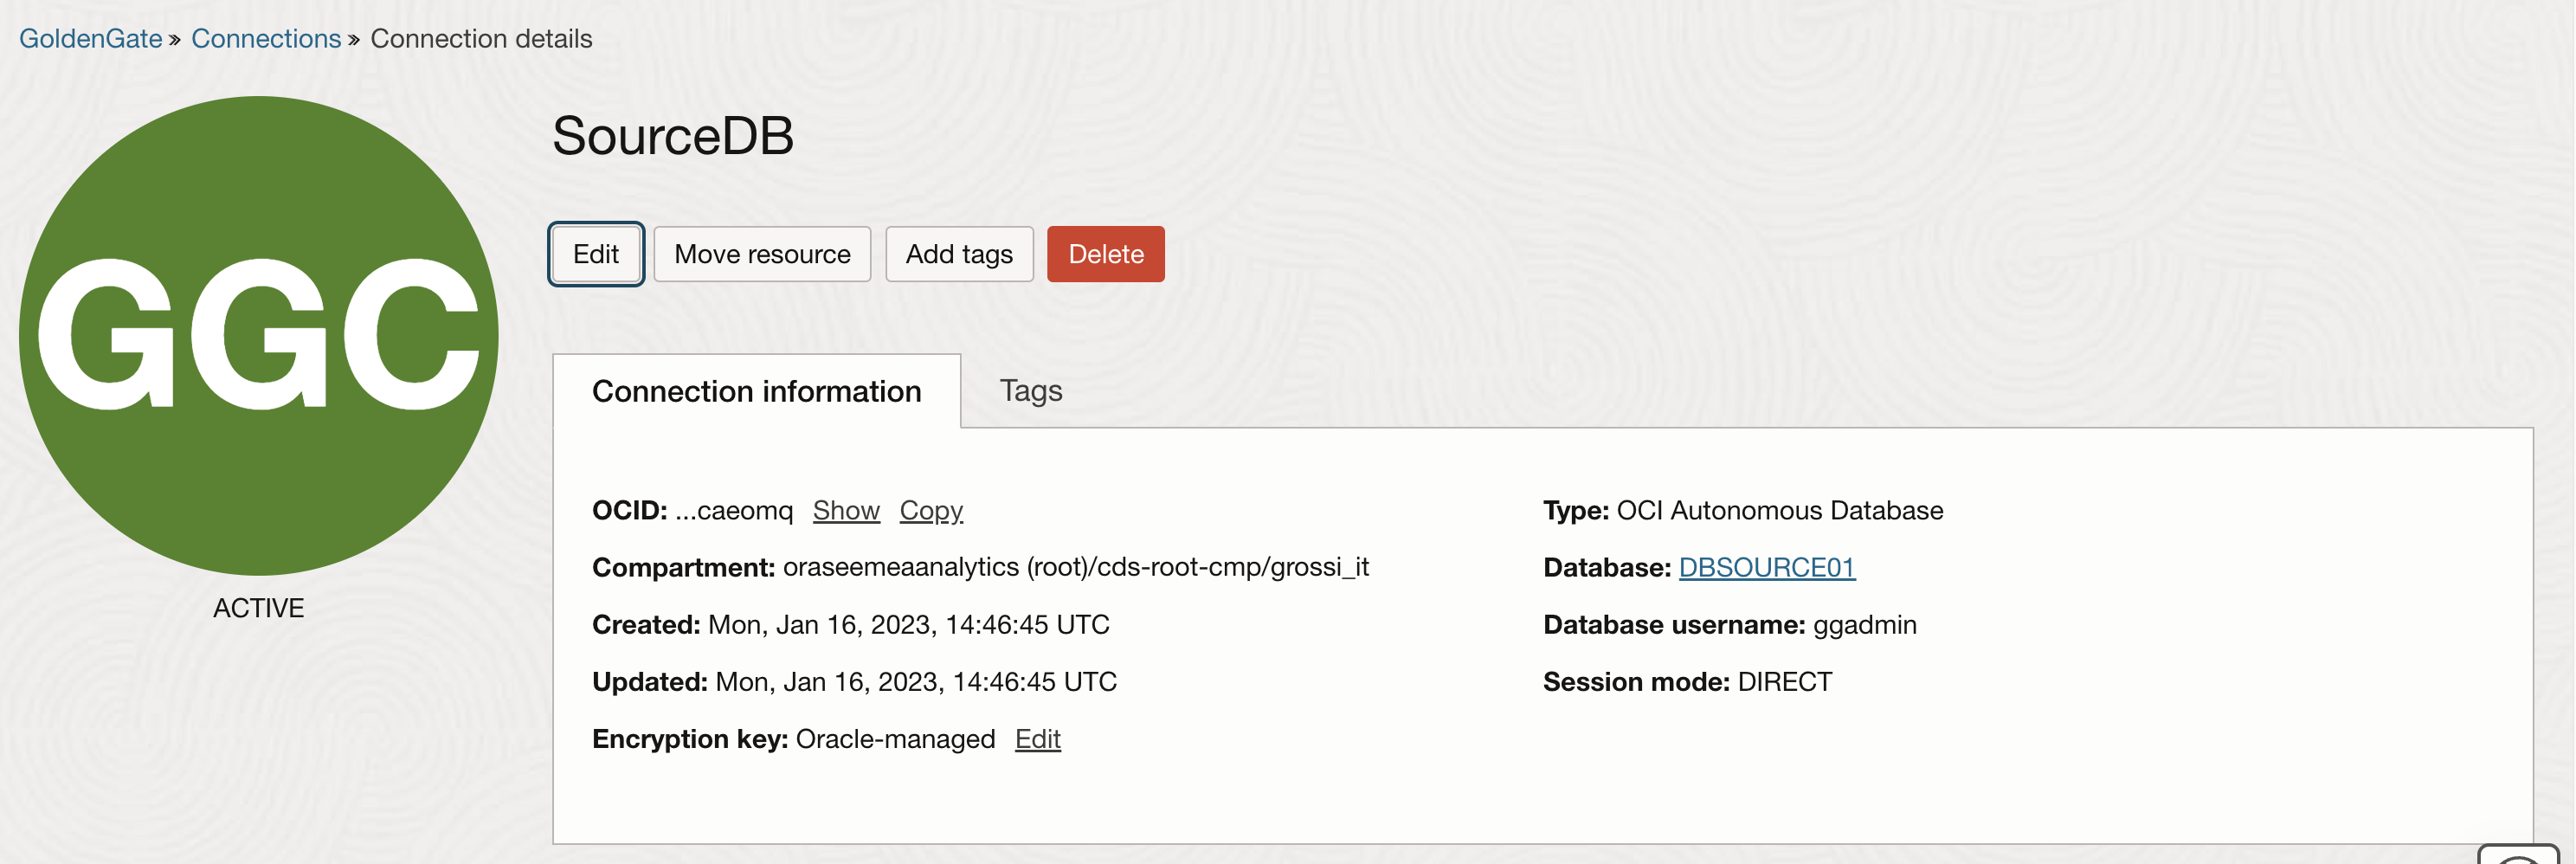 GoldenGate » Connections » Connection details
GGC
ACTIVE
SourceDB
Edit Move resource Add tags Delete
Connection information Tags
OCID: ...caeomq Show Copy
Compartment: oraseemeaanalytics (root)/cds-root-cmp/grossi_it
Created: Mon, Jan 16, 2023, 14:46:45 UTC
Updated: Mon, Jan 16, 2023, 14:46:45 UTC
Encryption key: Oracle-managed Edit
Type: OCI Autonomous Database
Database: DBSOURCE01
Database username: ggadmin
Session mode: DIRECT